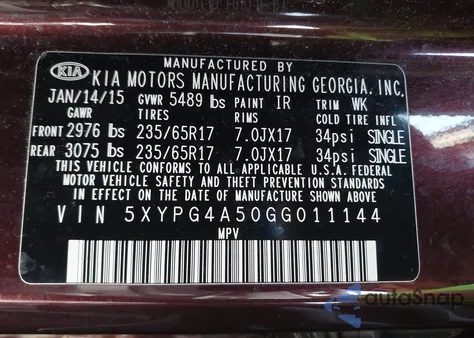 MANUFACTURED BY
KIA KIA MOTORS MANUFACTURING GEORGIA, INC.
JAN/14/15 GVWR 5489 lbs PAINT IR TRIM WK
GAWR TIRES RIMS COLD TIRE INFL
FRONT 2976 lbs 235/65R17 7.0JX17 34psi SINGLE
REAR 3075 lbs 235/65R17 7.0JX17 34psi SINGLE
THIS VEHICLE CONFORMS TO ALL APPLICABLE U.S.A. FEDERAL
MOTOR VEHICLE SAFETY AND THEFT PREVENTION STANDARDS
IN EFFECT ON THE DATE OF MANUFACTURE SHOWN ABOVE.
VIN 5XYPG4A50GG011144
MPV
autoSnap